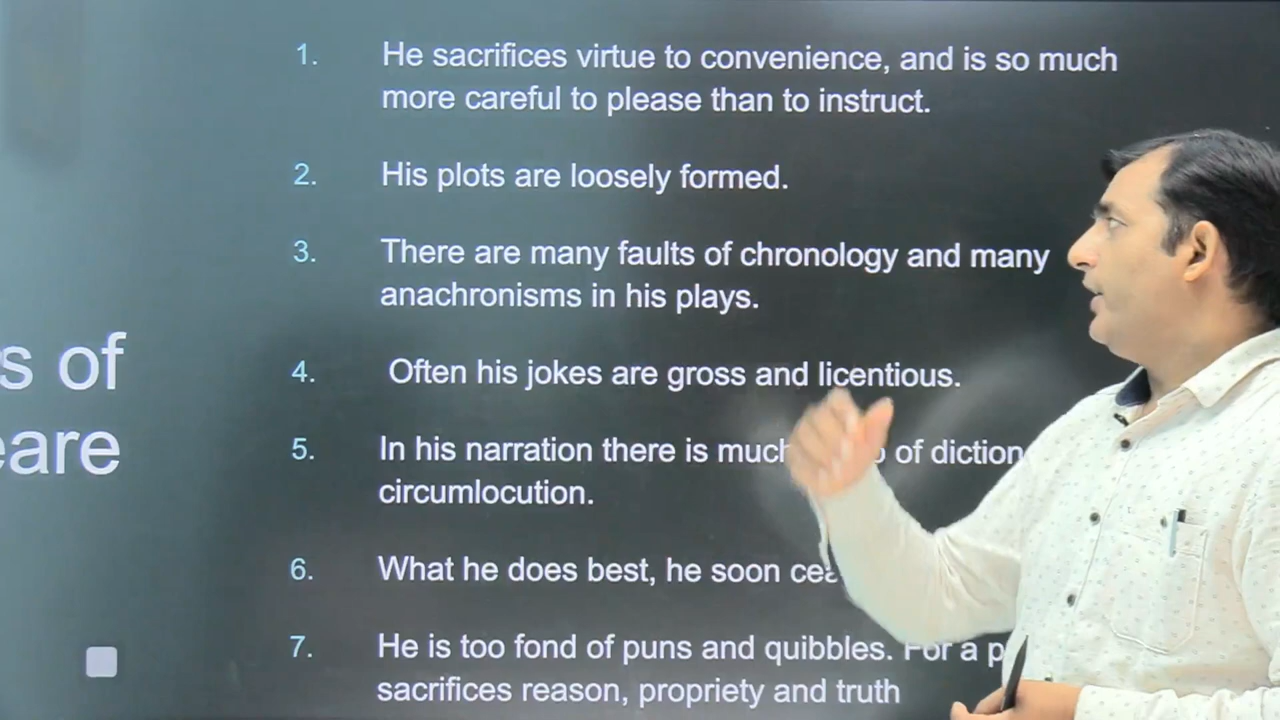 s of
eare
1. He sacrifices virtue to convenience, and is so much
more careful to please than to instruct.
2. His plots are loosely formed.
3. There are many faults of chronology and many
anachronisms in his plays.
4. Often his jokes are gross and licentious.
5. In his narration there is much of diction
circumlocution.
6. What he does best, he soon
7. He is too fond of puns and quibbles. For a
sacrifices reason, propriety and truth